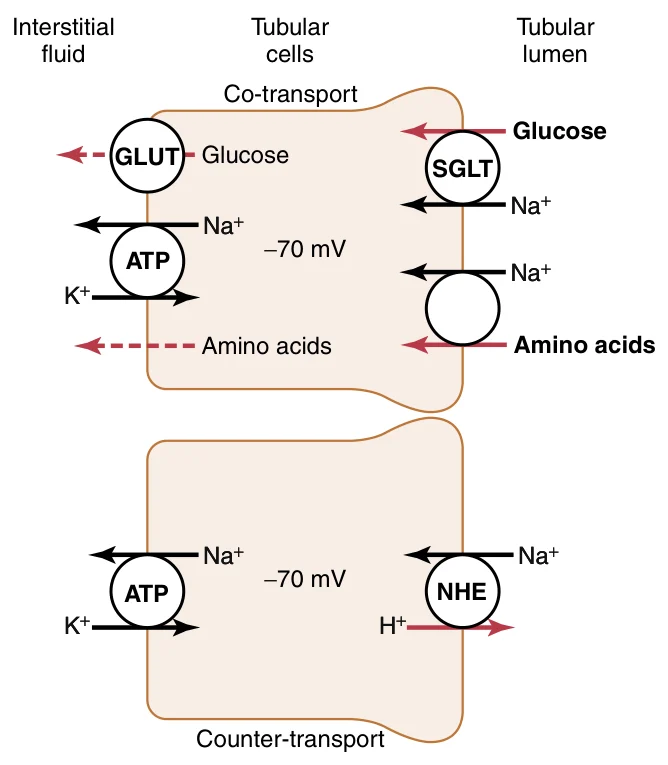 Interstitial
fluid
Tubular
cells
Tubular
lumen
Co-transport
GLUT
Glucose
SGLT
Glucose
Na⁺
Na⁺
ATP
K⁺
−70 mV
Na⁺
Amino acids
Amino acids
Na⁺
ATP
K⁺
−70 mV
Na⁺
NHE
H⁺
Counter-transport